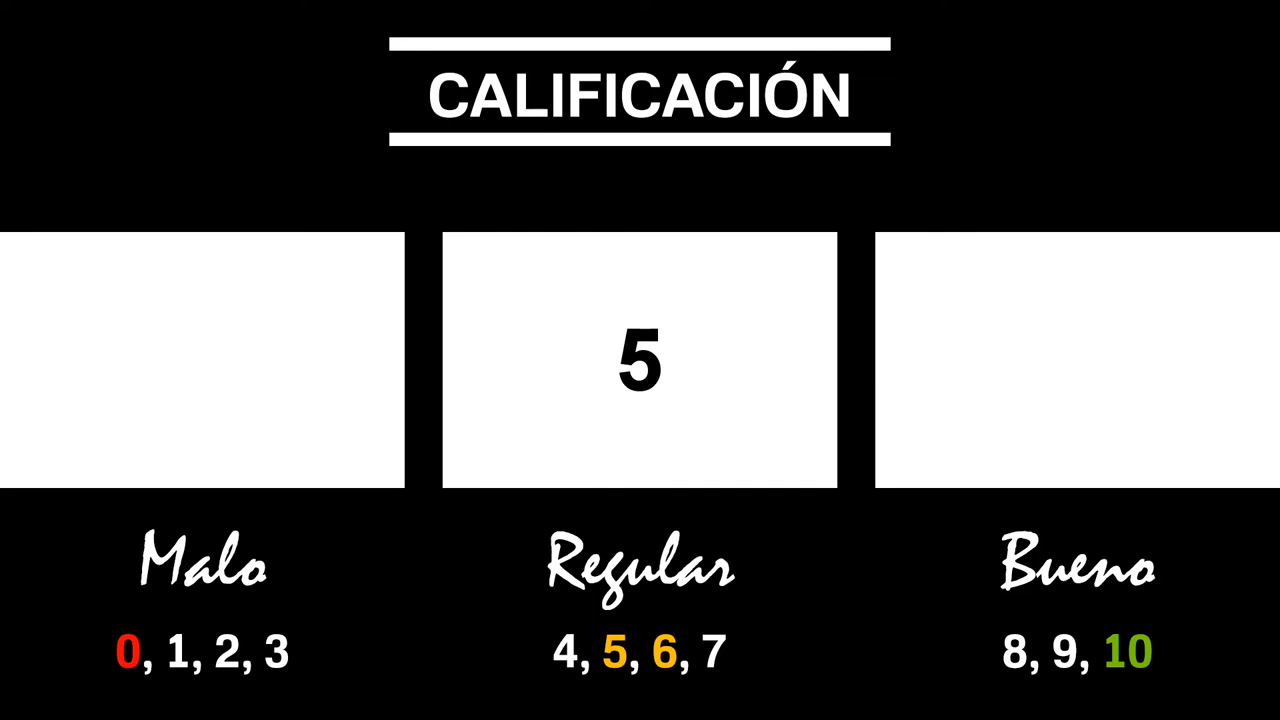 CALIFICACIÓN
5
Malo
Regular
Bueno
0, 1, 2, 3
4, 5, 6, 7
8, 9, 10